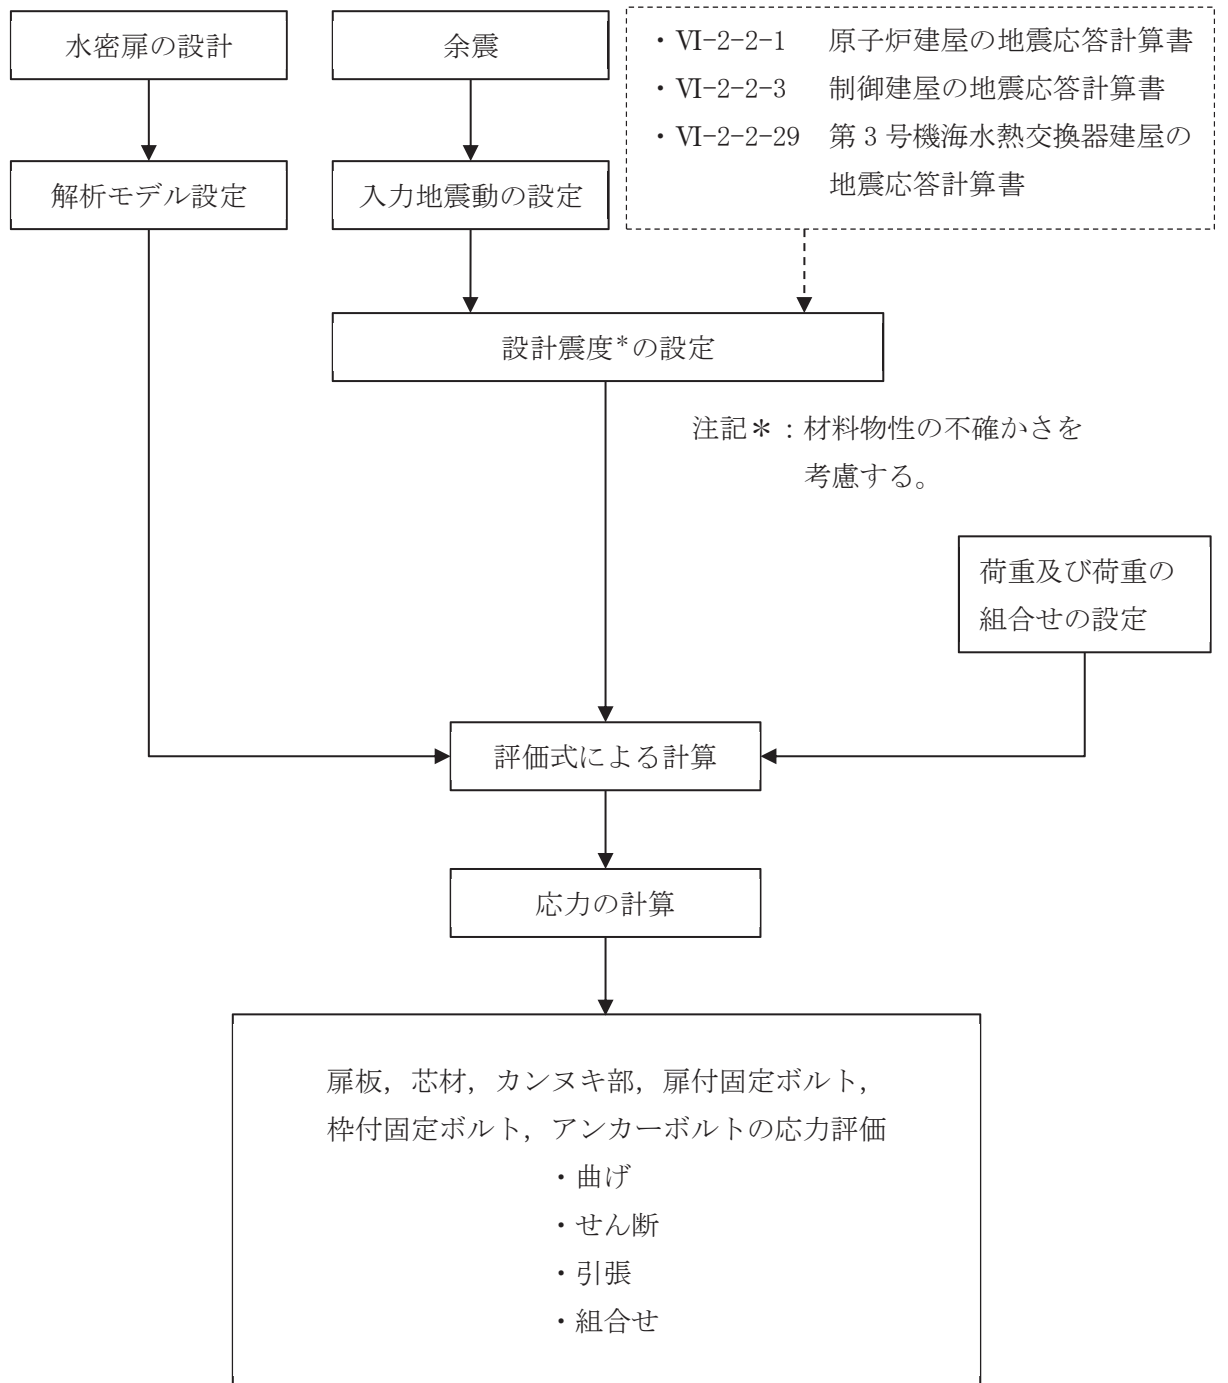 水密扉の設計
余震
・Ⅵ-2-2-1 原子炉建屋の地震応答計算書
・Ⅵ-2-2-3 制御建屋の地震応答計算書
・Ⅵ-2-2-29 第3号機海水熱交換器建屋の
地震応答計算書
解析モデル設定
入力地震動の設定
設計震度*の設定
注記*:材料物性の不確かさを
考慮する。
荷重及び荷重の
組合せの設定
評価式による計算
応力の計算
扉板，芯材，カンヌキ部，扉付固定ボルト，
枠付固定ボルト，アンカーボルトの応力評価
・曲げ
・せん断
・引張
・組合せ